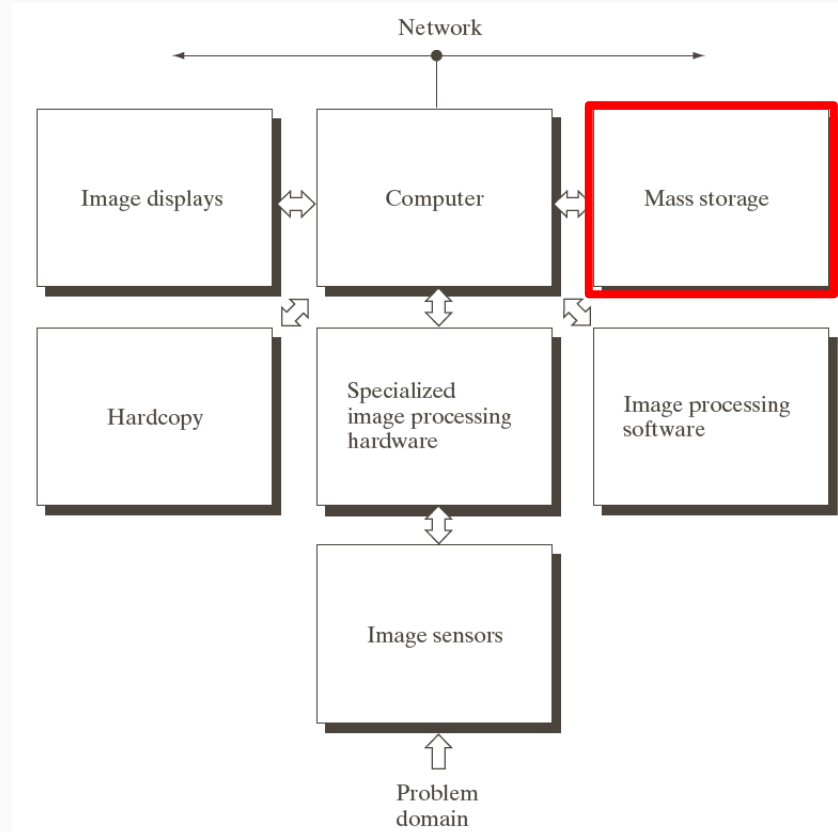 Network
Image displays
Computer
Mass storage
Hardcopy
Specialized
image processing
hardware
Image processing
software
Image sensors
Problem
domain